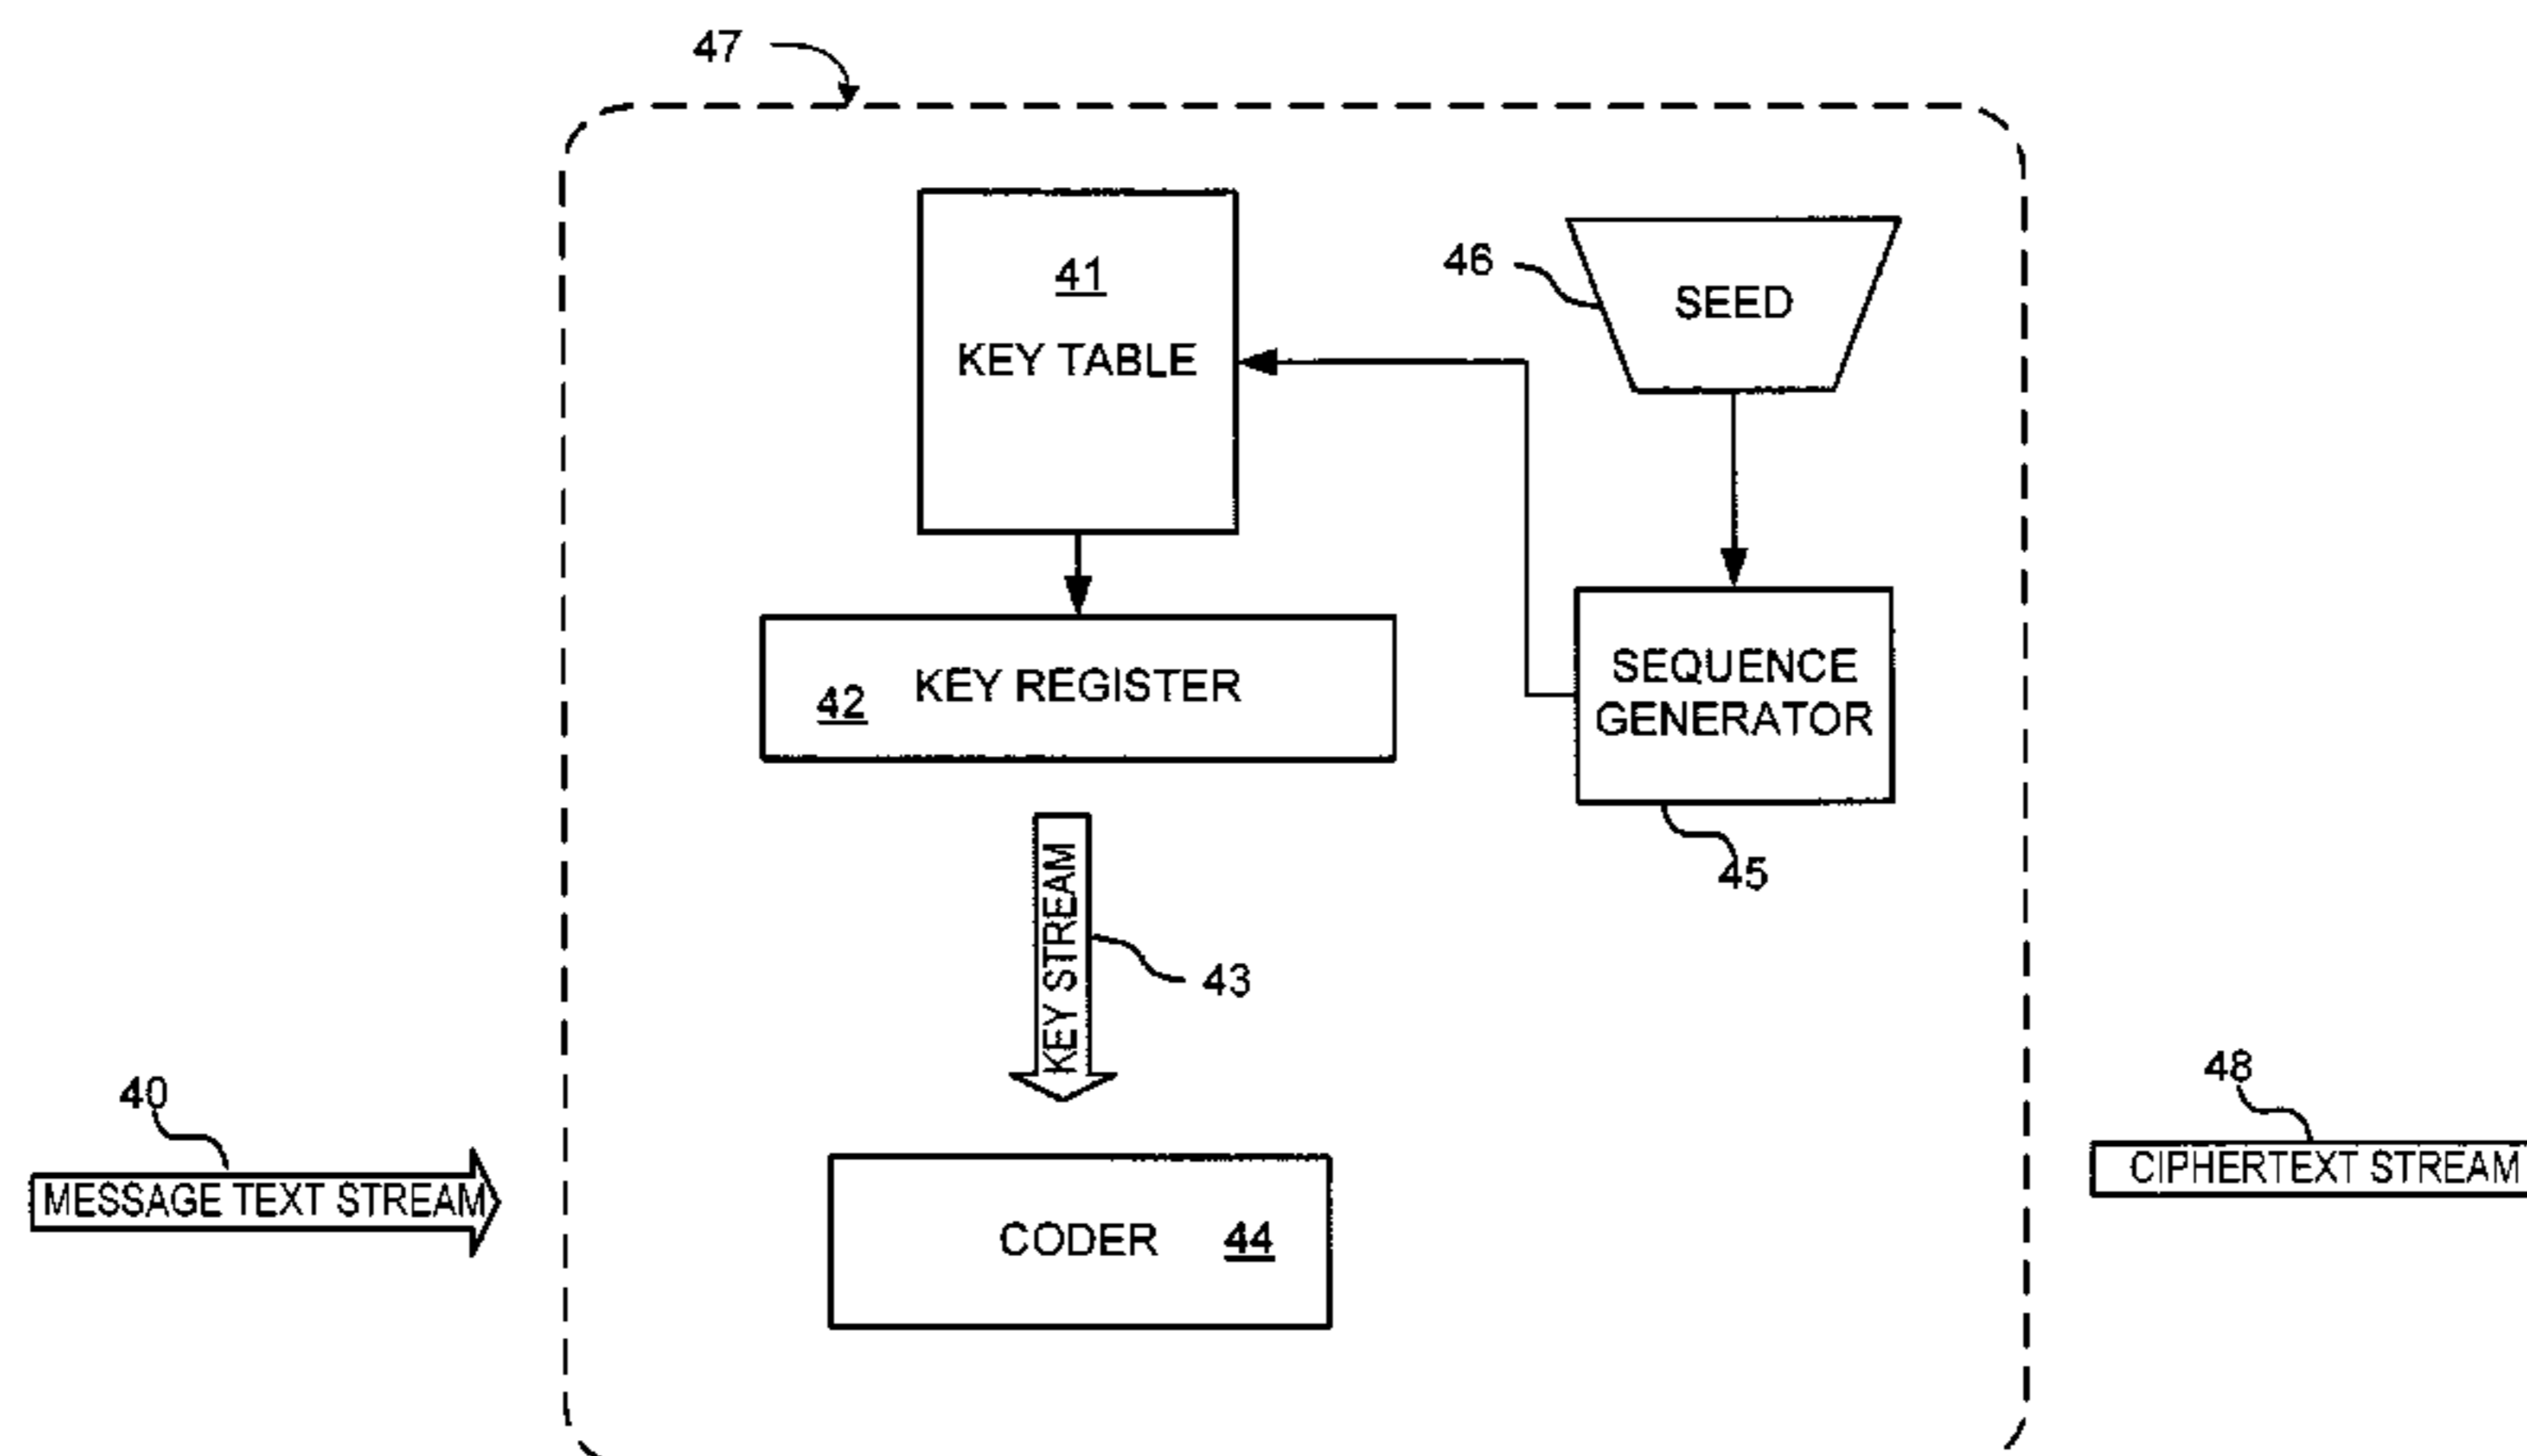 47
41
KEY TABLE
46
SEED
42
KEY REGISTER
SEQUENCE
GENERATOR
45
KEY STREAM
43
40
MESSAGE TEXT STREAM
CODER
44
48
CIPHERTEXT STREAM